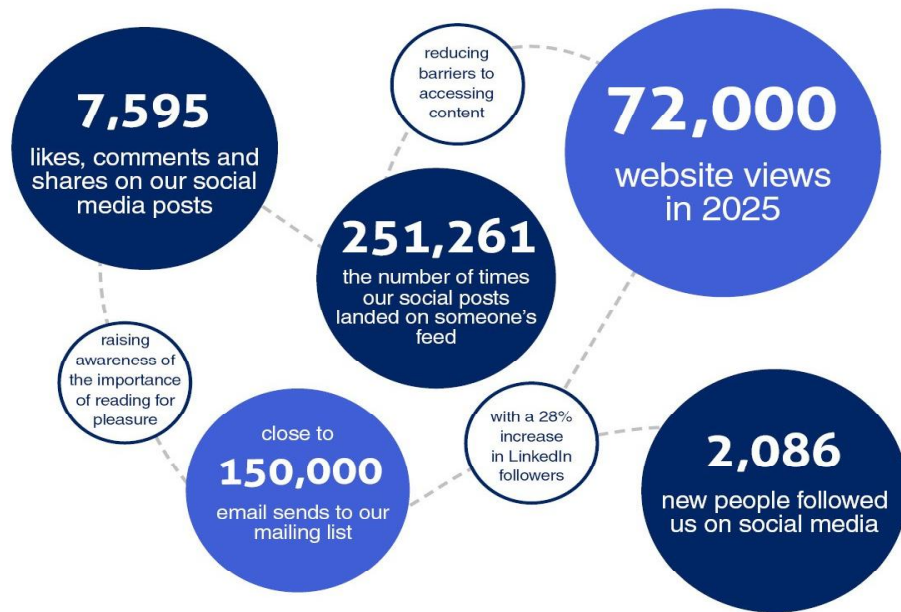 7,595
likes, comments and
shares on our social
media posts
reducing
barriers to
accessing
content
72,000
website views
in 2025
251,261
the number of times
our social posts
landed on someone's
feed
raising
awareness of
the importance
of reading for
pleasure
close to
150,000
email sends to our
mailing list
with a 28%
increase
in LinkedIn
followers
2,086
new people followed
us on social media